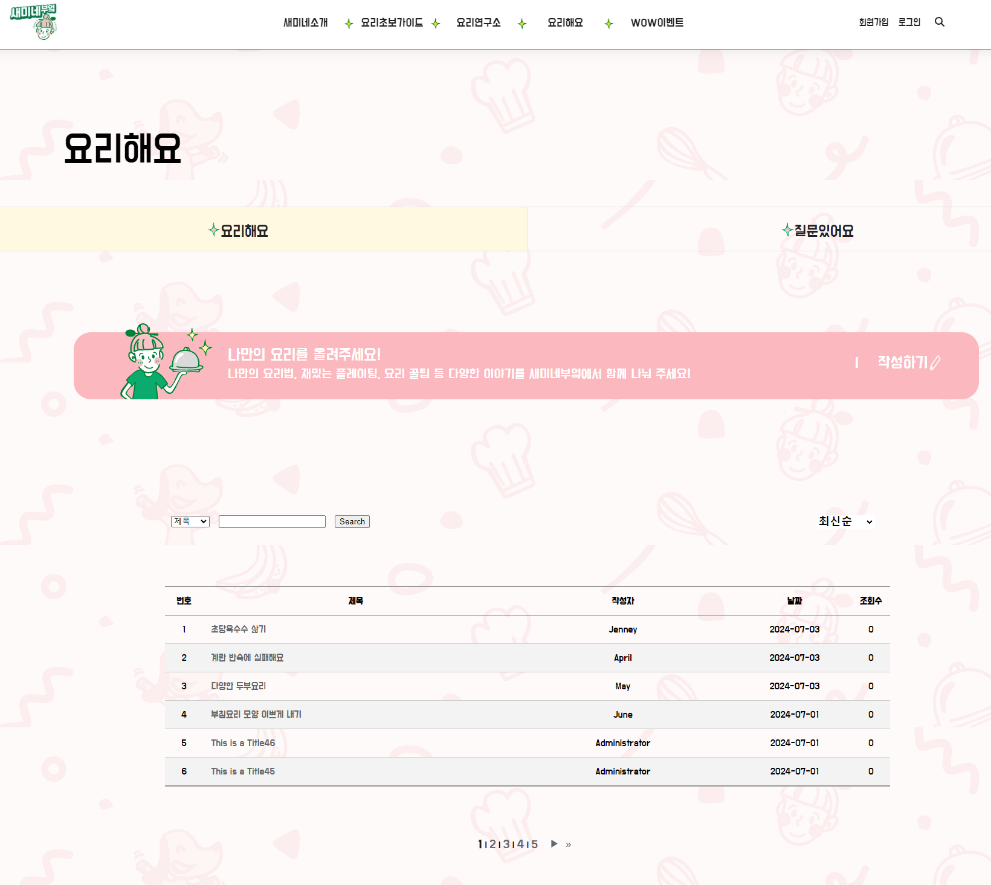 새미네부엌
새미네소개 요리초보가이드 요리연구소 요리해요 WOW이벤트 회원가입 로그인
요리해요
요리해요 질문있어요
나만의 요리를 올려주세요!
나만의 요리법, 재밌는 플레이팅, 요리 꿀팁 등 다양한 이야기를 새미네부엌에서 함께 나눠 주세요!
| 작성하기
제목 Search 최신순
번호 제목 작성자 날짜 조회수
1 초당옥수수 삶기 Jenney 2024-07-03 0
2 계란 반숙에 실패해요 April 2024-07-03 0
3 다양한 두부요리 May 2024-07-03 0
4 부침요리 모양 이쁘게 내기 June 2024-07-01 0
5 This is a Title46 Administrator 2024-07-01 0
6 This is a Title45 Administrator 2024-07-01 0
1 | 2 | 3 | 4 | 5 ▶ »